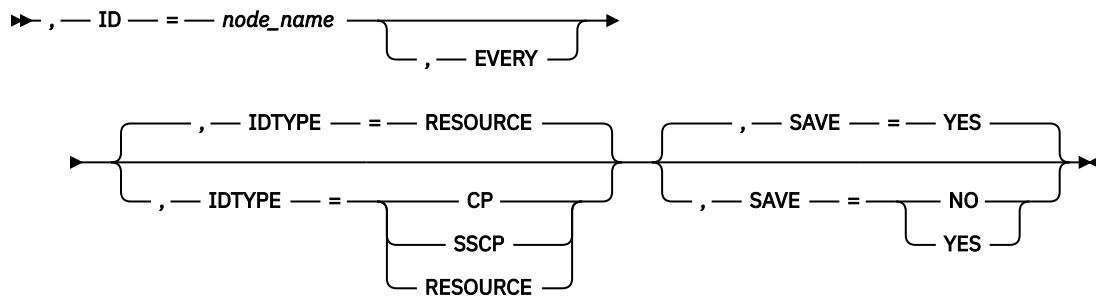 , ID = node_name
, EVERY
, IDTYPE = RESOURCE , SAVE = YES
, IDTYPE = CP , SAVE = NO
SSCP YES
RESOURCE